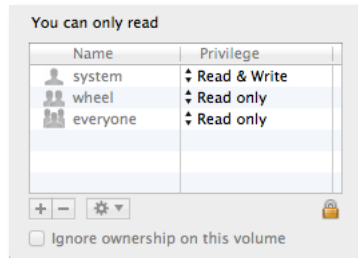 You can only read
Name Privilege
system Read & Write
wheel Read only
everyone Read only
Ignore ownership on this volume